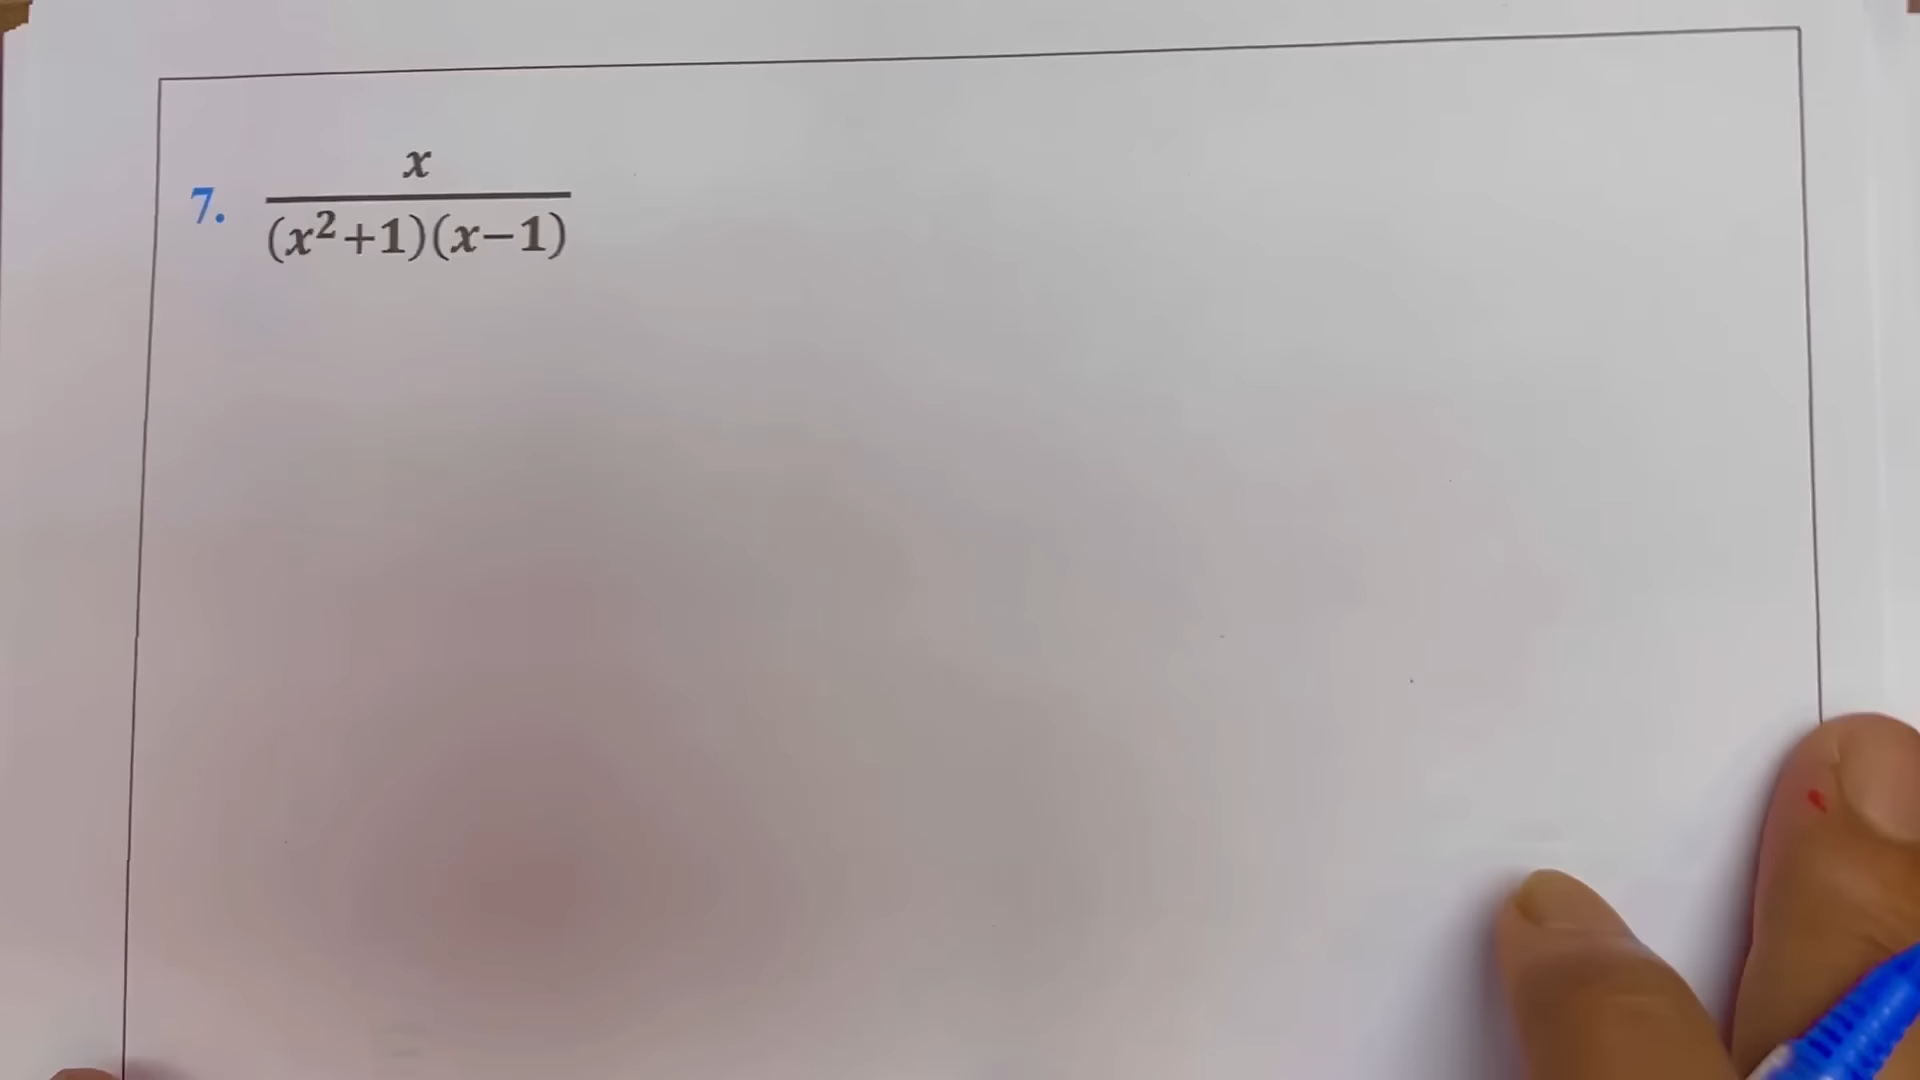 7. x / (x²+1)(x−1)